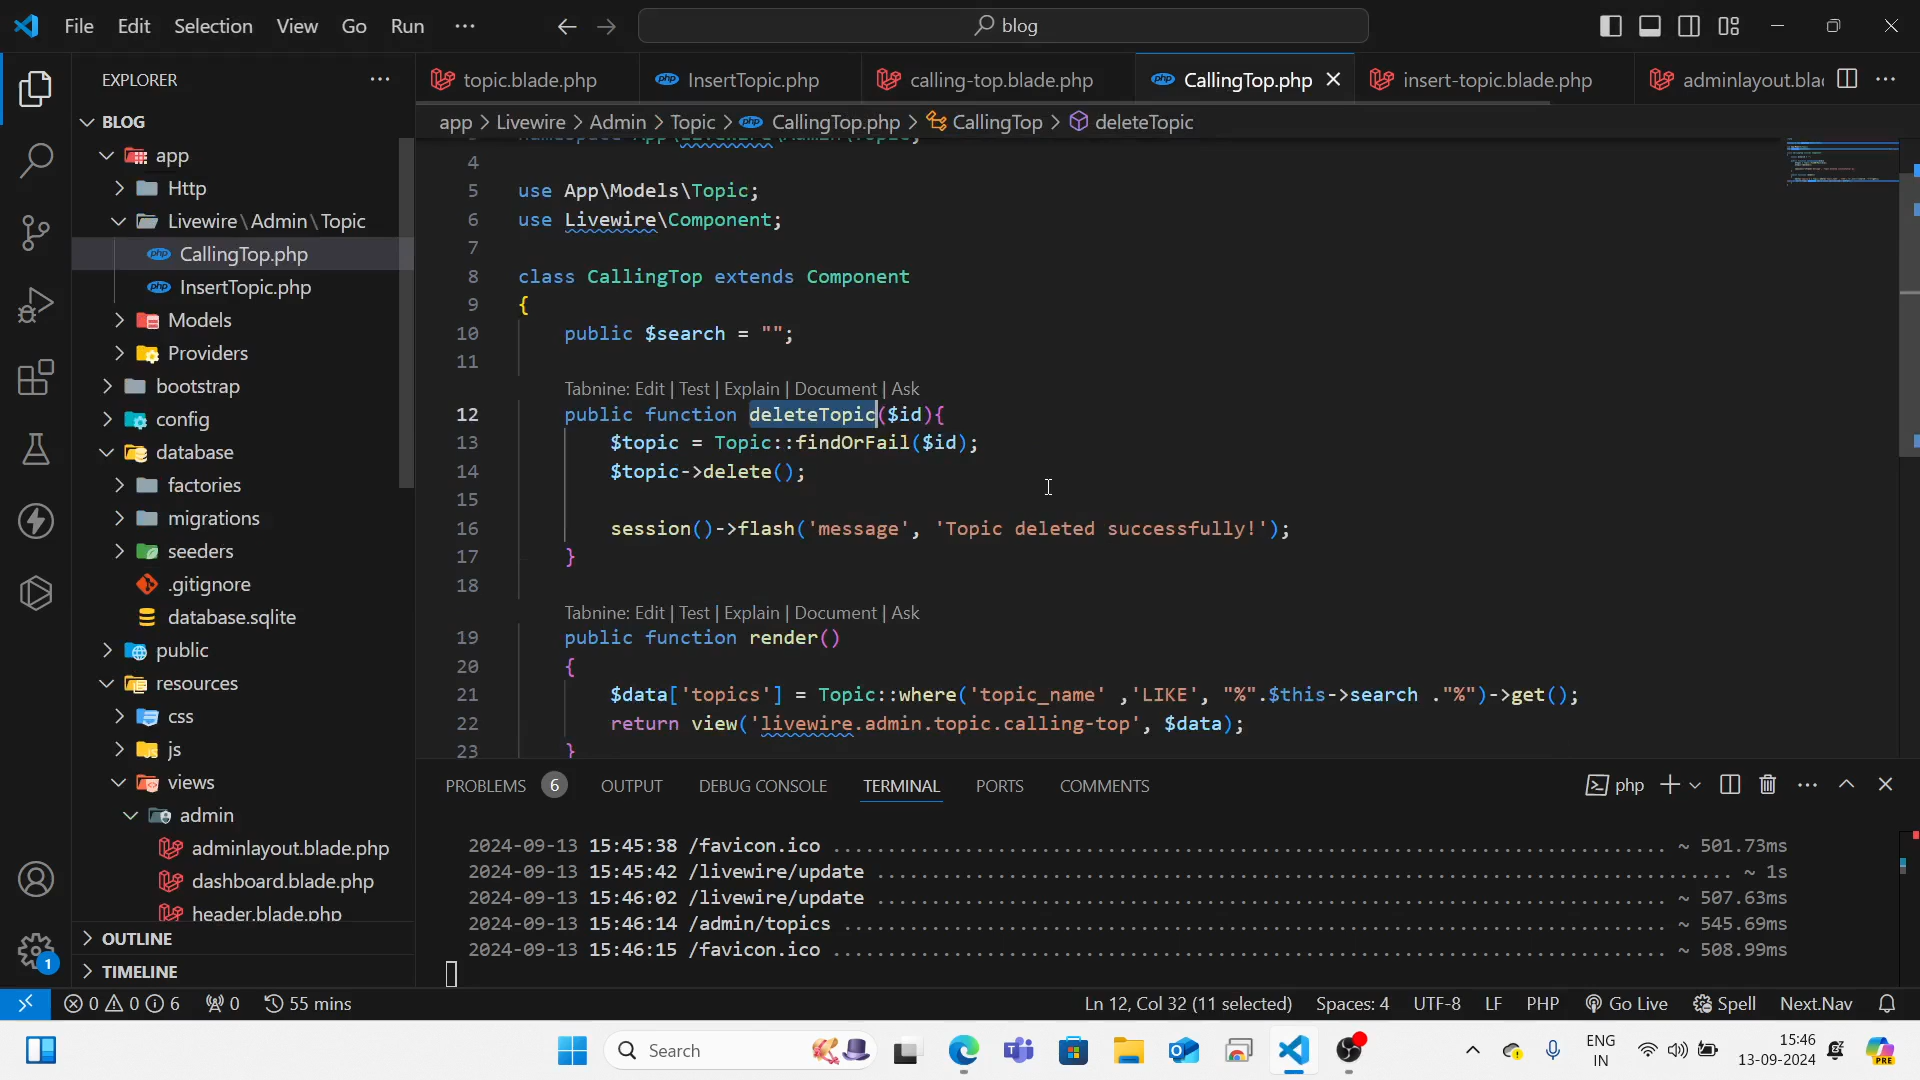 File Edit Selection View Go Run ··· blog
EXPLORER ···
topic.blade.php InsertTopic.php calling-top.blade.php CallingTop.php insert-topic.blade.php adminlayout.bla ···
app > Livewire > Admin > Topic > CallingTop.php > CallingTop > deleteTopic
BLOG
app
Http
Livewire\Admin\Topic
CallingTop.php
InsertTopic.php
Models
Providers
bootstrap
config
database
factories
migrations
seeders
.gitignore
database.sqlite
public
resources
css
js
views
admin
adminlayout.blade.php
dashboard.blade.php
header.blade.php
OUTLINE
TIMELINE
4
5 use App\Models\Topic;
6 use Livewire\Component;
7
8 class CallingTop extends Component
9 {
10 public $search = "";
11
Tabnine: Edit | Test | Explain | Document | Ask
12 public function deleteTopic($id){
13 $topic = Topic::findOrFail($id);
14 $topic->delete();
15
16 session()->flash('message', 'Topic deleted successfully!');
17 }
18
Tabnine: Edit | Test | Explain | Document | Ask
19 public function render()
20 {
21 $data['topics'] = Topic::where('topic_name' ,'LIKE', "%".$this->search ."%")->get();
22 return view('livewire.admin.topic.calling-top', $data);
23 }
PROBLEMS 6 OUTPUT DEBUG CONSOLE TERMINAL PORTS COMMENTS php ···
2024-09-13 15:45:38 /favicon.ico ........ ~ 501.73ms
2024-09-13 15:45:42 /livewire/update ........ ~ 1s
2024-09-13 15:46:02 /livewire/update ........ ~ 507.63ms
2024-09-13 15:46:14 /admin/topics ........ ~ 545.69ms
2024-09-13 15:46:15 /favicon.ico ........ ~ 508.99ms
1 0 0 6 0 55 mins Ln 12, Col 32 (11 selected) Spaces: 4 UTF-8 LF PHP Go Live Spell Next.Nav
Search ENG IN 15:46 13-09-2024 PRE